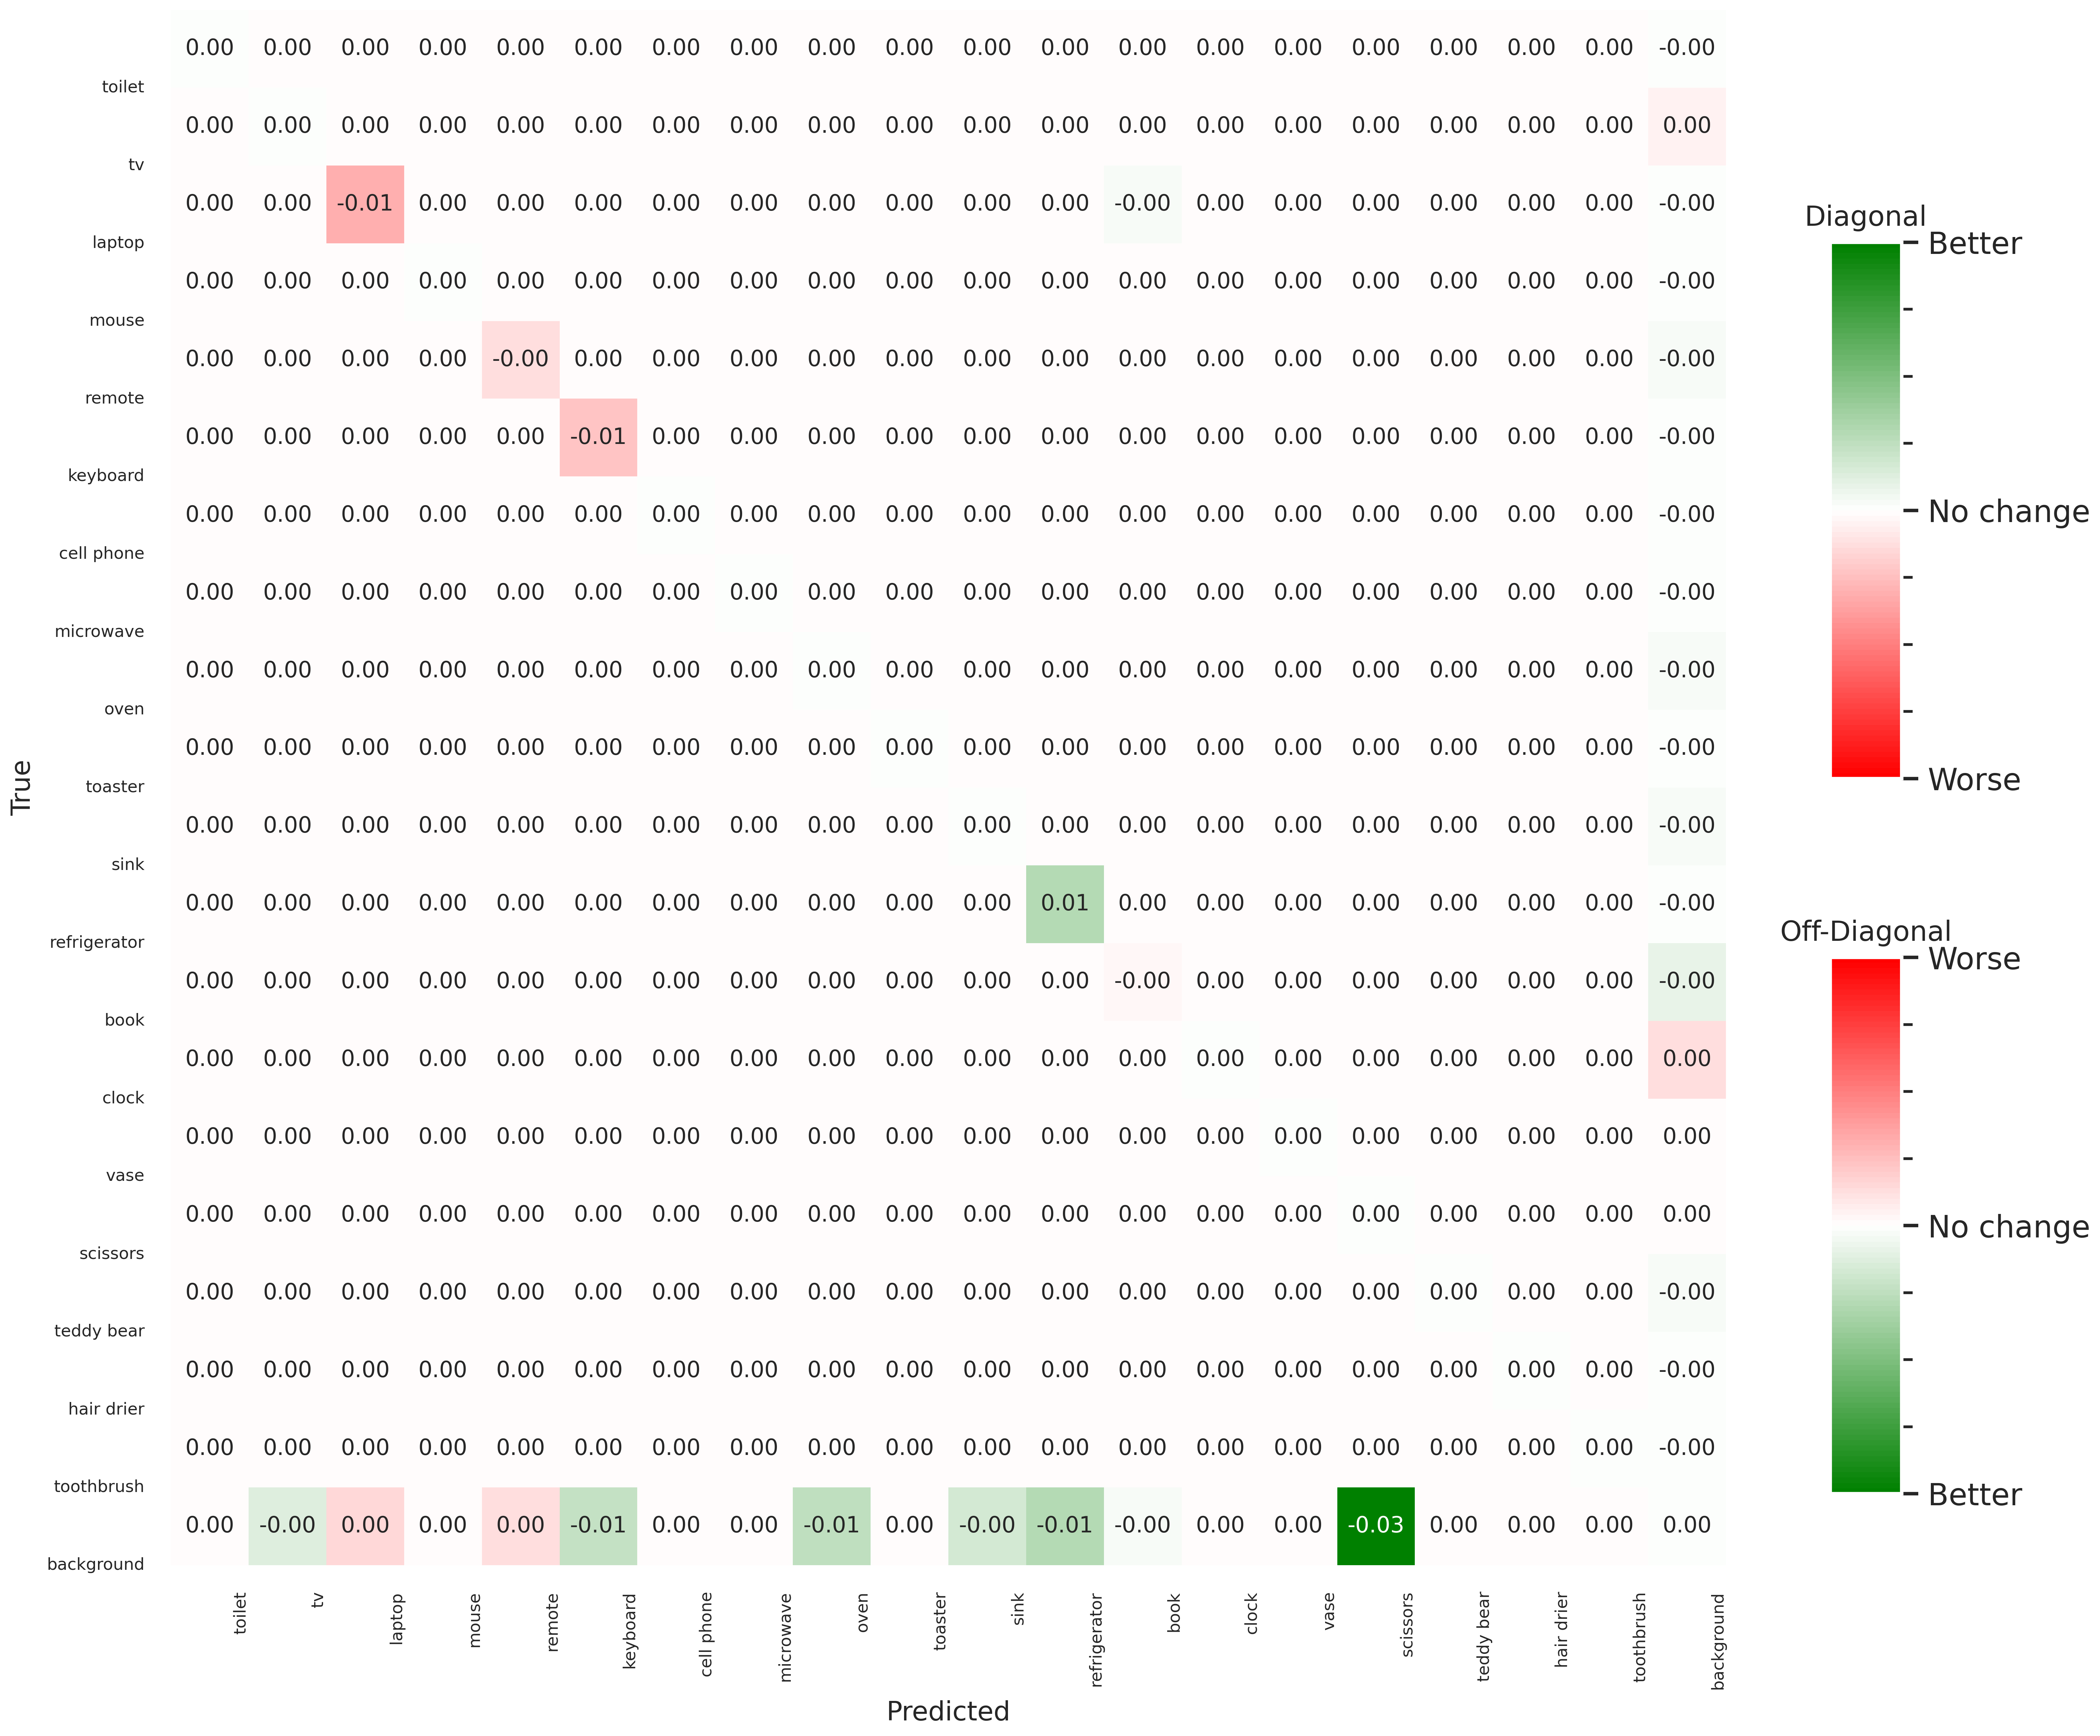 0.00 0.00 0.00 0.00 0.00 0.00 0.00 0.00 0.00 0.00 0.00 0.00 0.00 0.00 0.00 0.00 0.00 0.00 0.00 -0.00
toilet
0.00 0.00 0.00 0.00 0.00 0.00 0.00 0.00 0.00 0.00 0.00 0.00 0.00 0.00 0.00 0.00 0.00 0.00 0.00 0.00
tv
0.00 0.00 -0.01 0.00 0.00 0.00 0.00 0.00 0.00 0.00 0.00 0.00 -0.00 0.00 0.00 0.00 0.00 0.00 0.00 -0.00
laptop
0.00 0.00 0.00 0.00 0.00 0.00 0.00 0.00 0.00 0.00 0.00 0.00 0.00 0.00 0.00 0.00 0.00 0.00 0.00 -0.00
mouse
0.00 0.00 0.00 0.00 -0.00 0.00 0.00 0.00 0.00 0.00 0.00 0.00 0.00 0.00 0.00 0.00 0.00 0.00 0.00 -0.00
remote
0.00 0.00 0.00 0.00 0.00 -0.01 0.00 0.00 0.00 0.00 0.00 0.00 0.00 0.00 0.00 0.00 0.00 0.00 0.00 -0.00
keyboard
0.00 0.00 0.00 0.00 0.00 0.00 0.00 0.00 0.00 0.00 0.00 0.00 0.00 0.00 0.00 0.00 0.00 0.00 0.00 -0.00
cell phone
0.00 0.00 0.00 0.00 0.00 0.00 0.00 0.00 0.00 0.00 0.00 0.00 0.00 0.00 0.00 0.00 0.00 0.00 0.00 -0.00
microwave
0.00 0.00 0.00 0.00 0.00 0.00 0.00 0.00 0.00 0.00 0.00 0.00 0.00 0.00 0.00 0.00 0.00 0.00 0.00 -0.00
oven
0.00 0.00 0.00 0.00 0.00 0.00 0.00 0.00 0.00 0.00 0.00 0.00 0.00 0.00 0.00 0.00 0.00 0.00 0.00 -0.00
toaster
0.00 0.00 0.00 0.00 0.00 0.00 0.00 0.00 0.00 0.00 0.00 0.00 0.00 0.00 0.00 0.00 0.00 0.00 0.00 -0.00
sink
0.00 0.00 0.00 0.00 0.00 0.00 0.00 0.00 0.00 0.00 0.00 0.01 0.00 0.00 0.00 0.00 0.00 0.00 0.00 -0.00
refrigerator
0.00 0.00 0.00 0.00 0.00 0.00 0.00 0.00 0.00 0.00 0.00 0.00 -0.00 0.00 0.00 0.00 0.00 0.00 0.00 -0.00
book
0.00 0.00 0.00 0.00 0.00 0.00 0.00 0.00 0.00 0.00 0.00 0.00 0.00 0.00 0.00 0.00 0.00 0.00 0.00 0.00
clock
0.00 0.00 0.00 0.00 0.00 0.00 0.00 0.00 0.00 0.00 0.00 0.00 0.00 0.00 0.00 0.00 0.00 0.00 0.00 0.00
vase
0.00 0.00 0.00 0.00 0.00 0.00 0.00 0.00 0.00 0.00 0.00 0.00 0.00 0.00 0.00 0.00 0.00 0.00 0.00 0.00
scissors
0.00 0.00 0.00 0.00 0.00 0.00 0.00 0.00 0.00 0.00 0.00 0.00 0.00 0.00 0.00 0.00 0.00 0.00 0.00 -0.00
teddy bear
0.00 0.00 0.00 0.00 0.00 0.00 0.00 0.00 0.00 0.00 0.00 0.00 0.00 0.00 0.00 0.00 0.00 0.00 0.00 -0.00
hair drier
0.00 0.00 0.00 0.00 0.00 0.00 0.00 0.00 0.00 0.00 0.00 0.00 0.00 0.00 0.00 0.00 0.00 0.00 0.00 -0.00
toothbrush
0.00 -0.00 0.00 0.00 0.00 -0.01 0.00 0.00 -0.01 0.00 -0.00 -0.01 -0.00 0.00 0.00 -0.03 0.00 0.00 0.00 0.00
background
True
toilet
tv
laptop
mouse
remote
keyboard
cell phone
microwave
oven
toaster
sink
refrigerator
book
clock
vase
scissors
teddy bear
hair drier
toothbrush
background
Predicted
Diagonal
Better
No change
Worse
Off-Diagonal
Worse
No change
Better